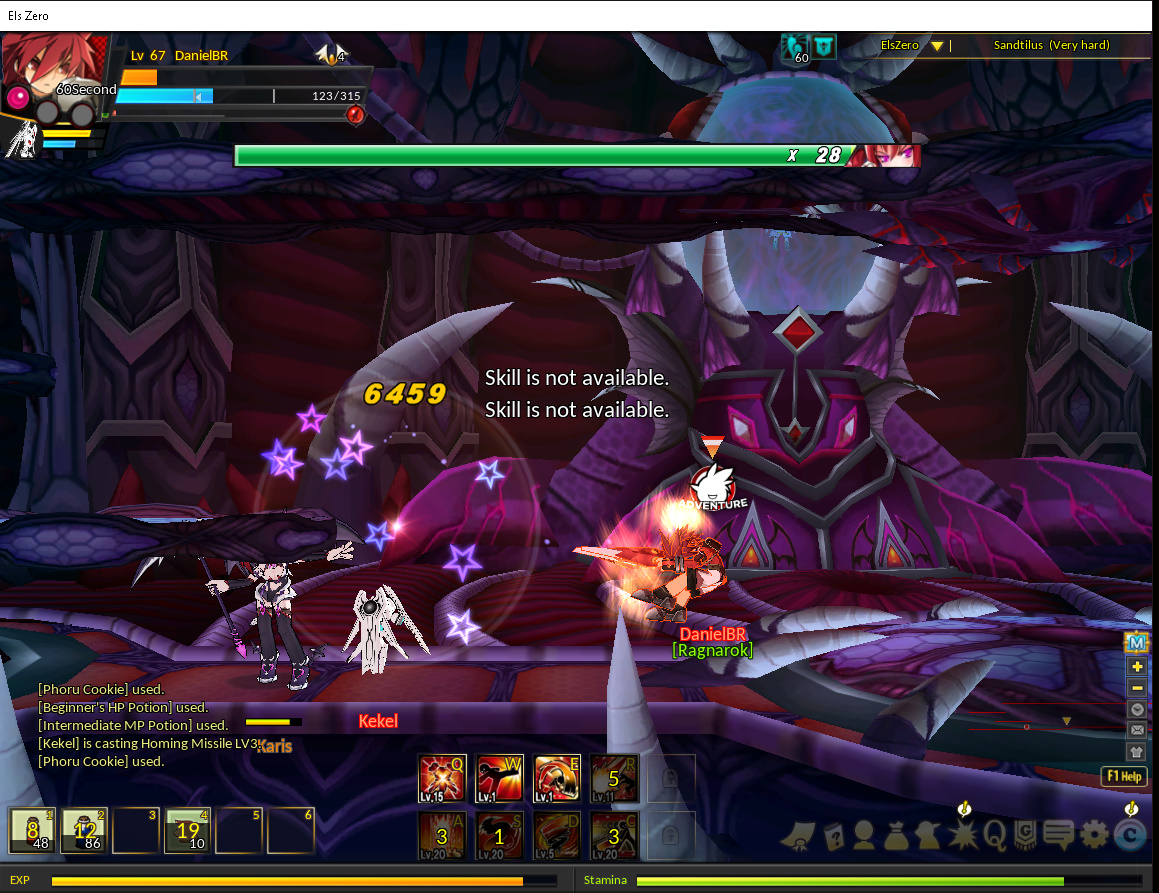 Els Zero
Lv 67 DanielBR
4
60Second
123/315
60
ElsZero
Sandtilus (Very hard)
x 28
6459
Skill is not available.
Skill is not available.
ADVENTURE
DanielBR
[Ragnarok]
[Phoru Cookie] used.
[Beginner's HP Potion] used.
[Intermediate MP Potion] used.
[Kekel] is casting Homing Missile LV3
[Phoru Cookie] used.
Kekel
Karis
M
F1 Help
Q W E R
5
Lv.15 Lv.1 Lv.1 Lv.11
A S D C
3 1 3
Lv.20 Lv.20 Lv.5 Lv.20
1 2 3 4 5 6
8 12 19
48 86 10
EXP
Stamina